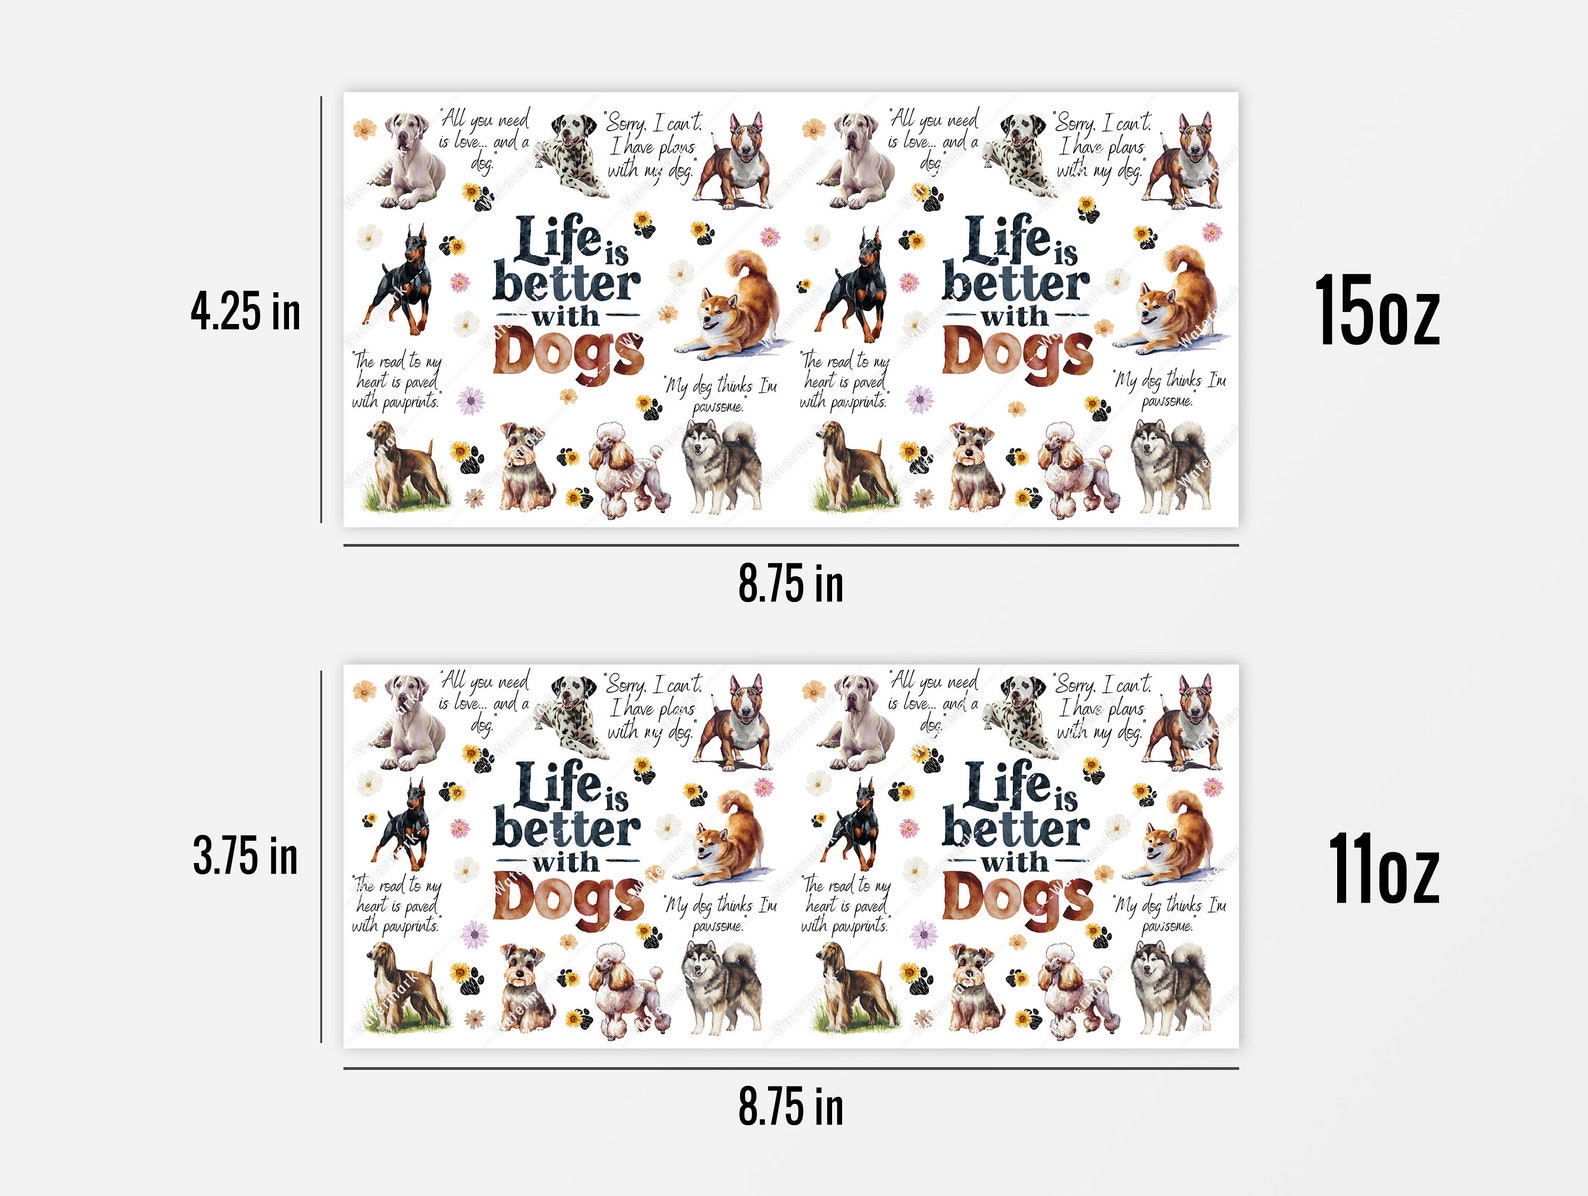 "All you need
is love... and a
dog."
"Sorry, I can't.
I have plans
with my dog."
"All you need
is love... and a
dog."
"Sorry, I can't.
I have plans
with my dog."
Life is
better
with
Dogs
Life is
better
with
Dogs
"The road to my
heart is paved
with pawprints."
"My dog thinks I'm
pawsome."
"The road to my
heart is paved
with pawprints."
"My dog thinks I'm
pawsome."
4.25 in
15oz
8.75 in
"All you need
is love... and a
dog."
"Sorry, I can't.
I have plans
with my dog."
"All you need
is love... and a
dog."
"Sorry, I can't.
I have plans
with my dog."
Life is
better
with
Dogs
Life is
better
with
Dogs
"The road to my
heart is paved
with pawprints."
"My dog thinks I'm
pawsome."
"The road to my
heart is paved
with pawprints."
"My dog thinks I'm
pawsome."
3.75 in
11oz
8.75 in
Watermark